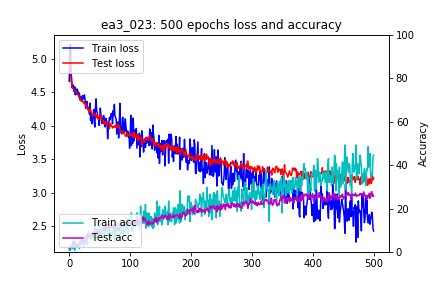 ea3_023: 500 epochs loss and accuracy
Train loss
Test loss
Train acc
Test acc
Loss
5.0
4.5
4.0
3.5
3.0
2.5
Accuracy
100
80
60
40
20
0
0
100
200
300
400
500